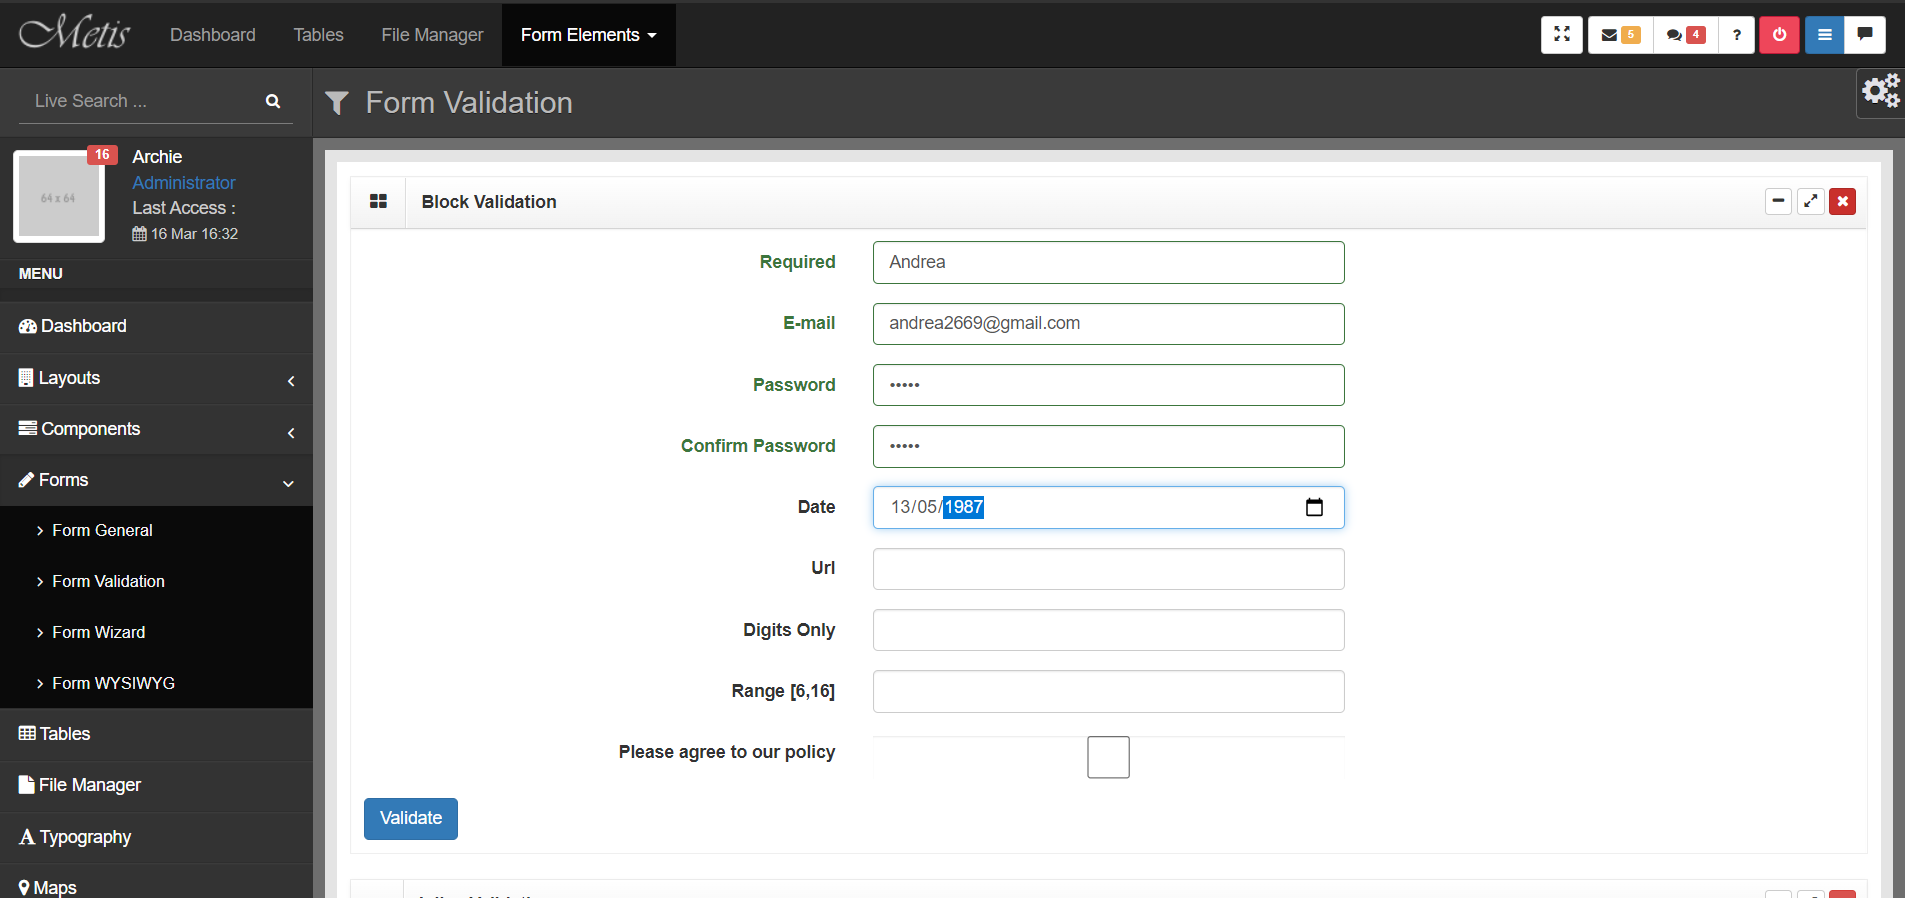 Metis
Dashboard
Tables
File Manager
Form Elements
5
4
?
Live Search ...
Form Validation
64 x 64
16
Archie
Administrator
Last Access :
16 Mar 16:32
MENU
Dashboard
Layouts
Components
Forms
Form General
Form Validation
Form Wizard
Form WYSIWYG
Tables
File Manager
Typography
Maps
Block Validation
Required
Andrea
E-mail
andrea2669@gmail.com
Password
•••••
Confirm Password
•••••
Date
13/05/1987
Url
Digits Only
Range [6,16]
Please agree to our policy
Validate